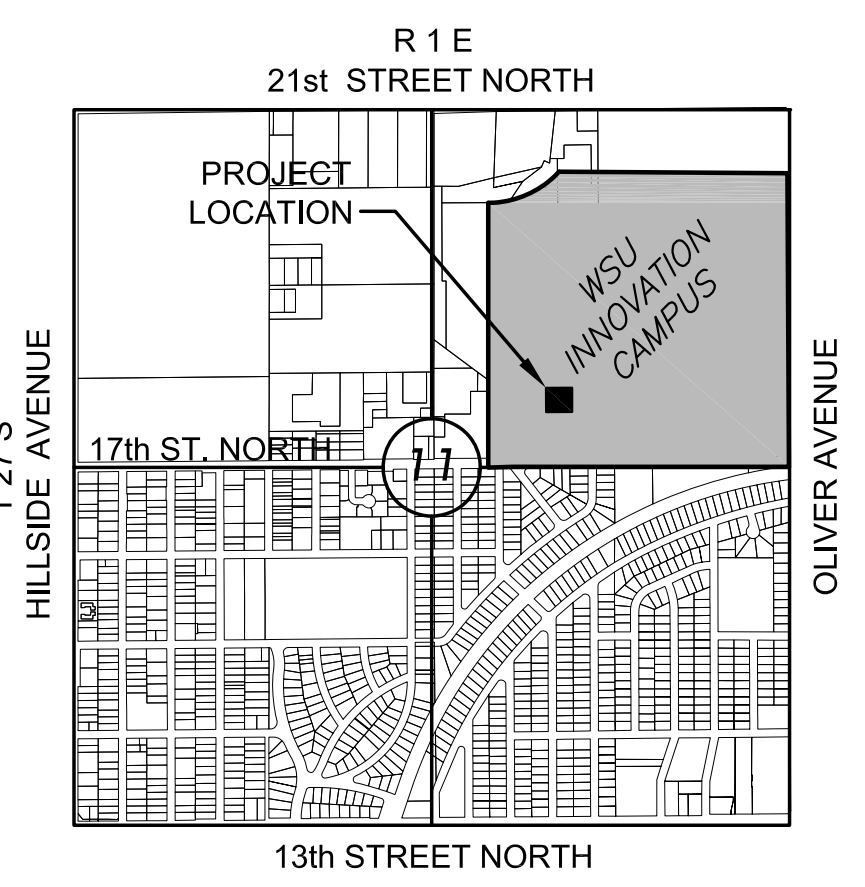 R 1 E
21st STREET NORTH
PROJECT
LOCATION
WSU
INNOVATION
CAMPUS
HILLSIDE AVENUE
OLIVER AVENUE
17th ST. NORTH
11
13th STREET NORTH